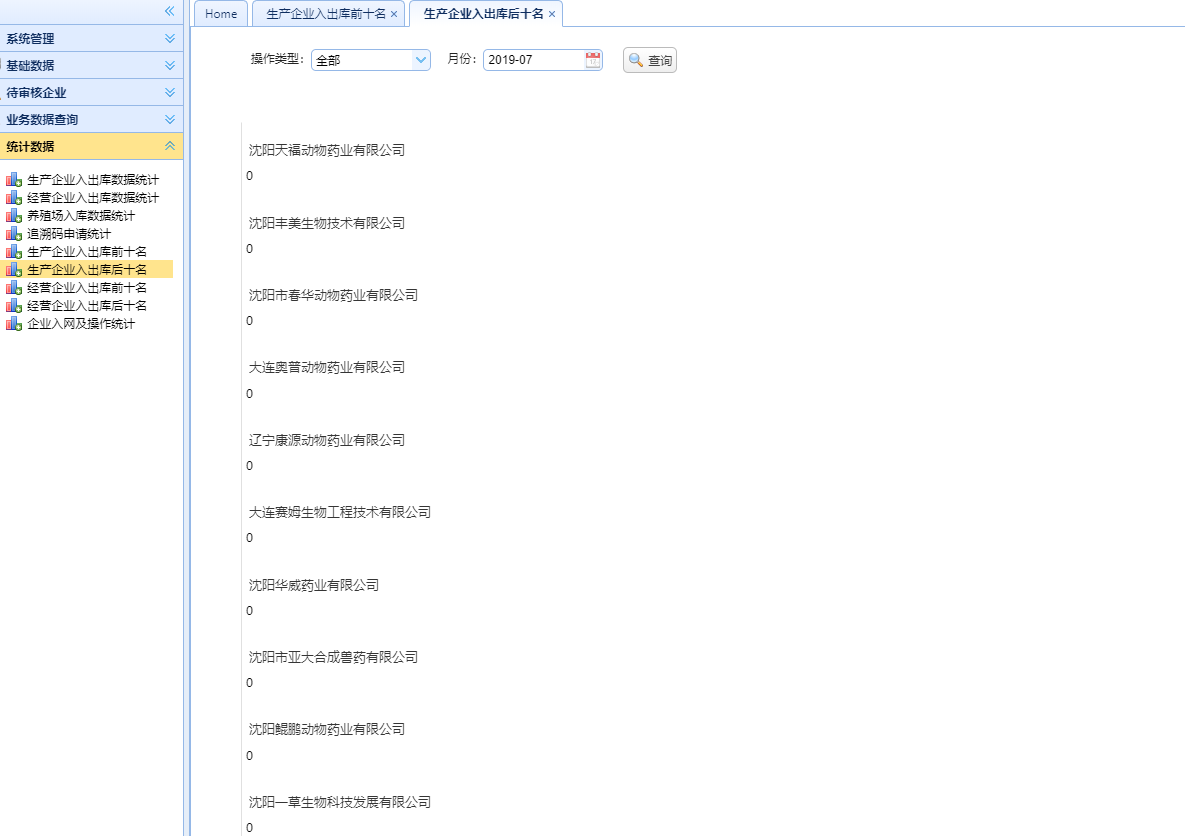 Home
生产企业入出库前十名
生产企业入出库后十名
系统管理
基础数据
待审核企业
业务数据查询
统计数据
生产企业入出库数据统计
经营企业入出库数据统计
养殖场入库数据统计
追溯码申请统计
生产企业入出库前十名
生产企业入出库后十名
经营企业入出库前十名
经营企业入出库后十名
企业入网及操作统计
操作类型: 全部 月份: 2019-07 查询
沈阳天福动物药业有限公司
0
沈阳丰美生物技术有限公司
0
沈阳市春华动物药业有限公司
0
大连奥普动物药业有限公司
0
辽宁康源动物药业有限公司
0
大连赛姆生物工程技术有限公司
0
沈阳华威药业有限公司
0
沈阳市亚大合成兽药有限公司
0
沈阳鲲鹏动物药业有限公司
0
沈阳一草生物科技发展有限公司
0